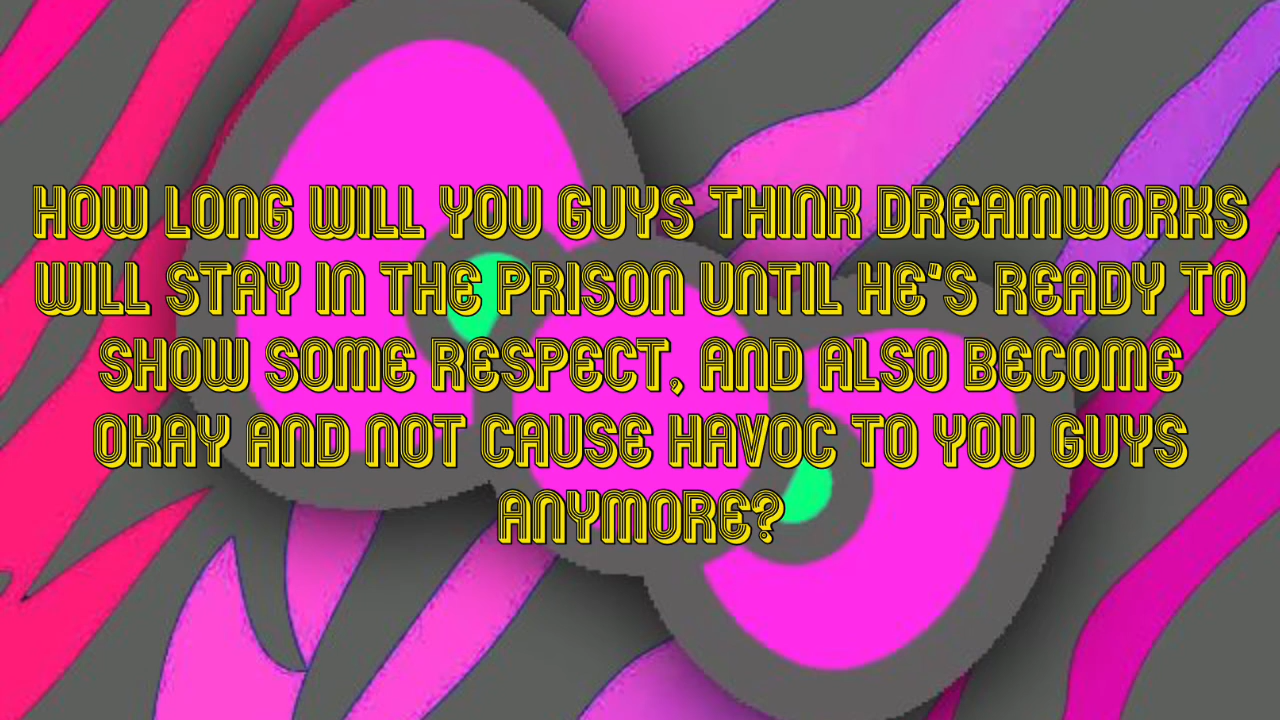 HOW LONG WILL YOU GUYS THINK DREAMWORKS
WILL STAY IN THE PRISON UNTIL HE'S READY TO
SHOW SOME RESPECT, AND ALSO BECOME
OKAY AND NOT CAUSE HAVOC TO YOU GUYS
ANYMORE?